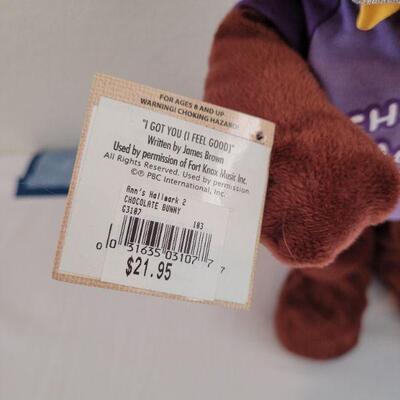 FOR AGES 8 AND UP
WARNING! CHOKING HAZARD!
"I GOT YOU (I FEEL GOOD)"
Written by James Brown
Used by permission of Fort Knox Music Inc.
All Rights Reserved. Used by permission
©℗ PBC International, Inc.
Ann's Hallmark 2
CHOCOLATE BUNNY
G3107 103
0 31635 03107 7
$21.95